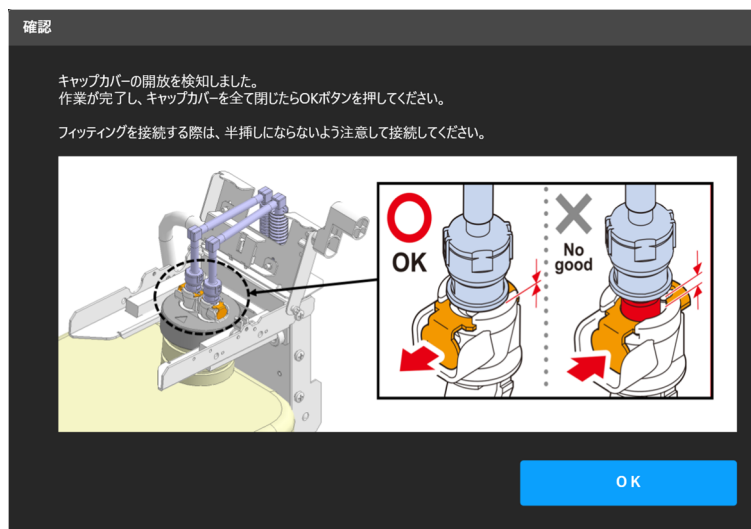 確認
キャップカバーの開放を検知しました。
作業が完了し、キャップカバーを全て閉じたらOKボタンを押してください。
フィッティングを接続する際は、半挿しにならないよう注意して接続してください。
OK
No
good
OK